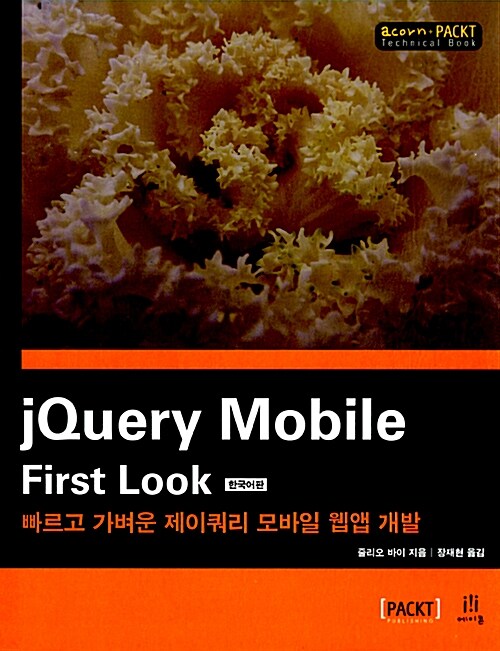 acorn+PACKT
Technical Book
jQuery Mobile
First Look 한국어판
빠르고 가벼운 제이쿼리 모바일 웹앱 개발
줄리오 바이 지음 | 장재현 옮김
[PACKT]
PUBLISHING
에이콘